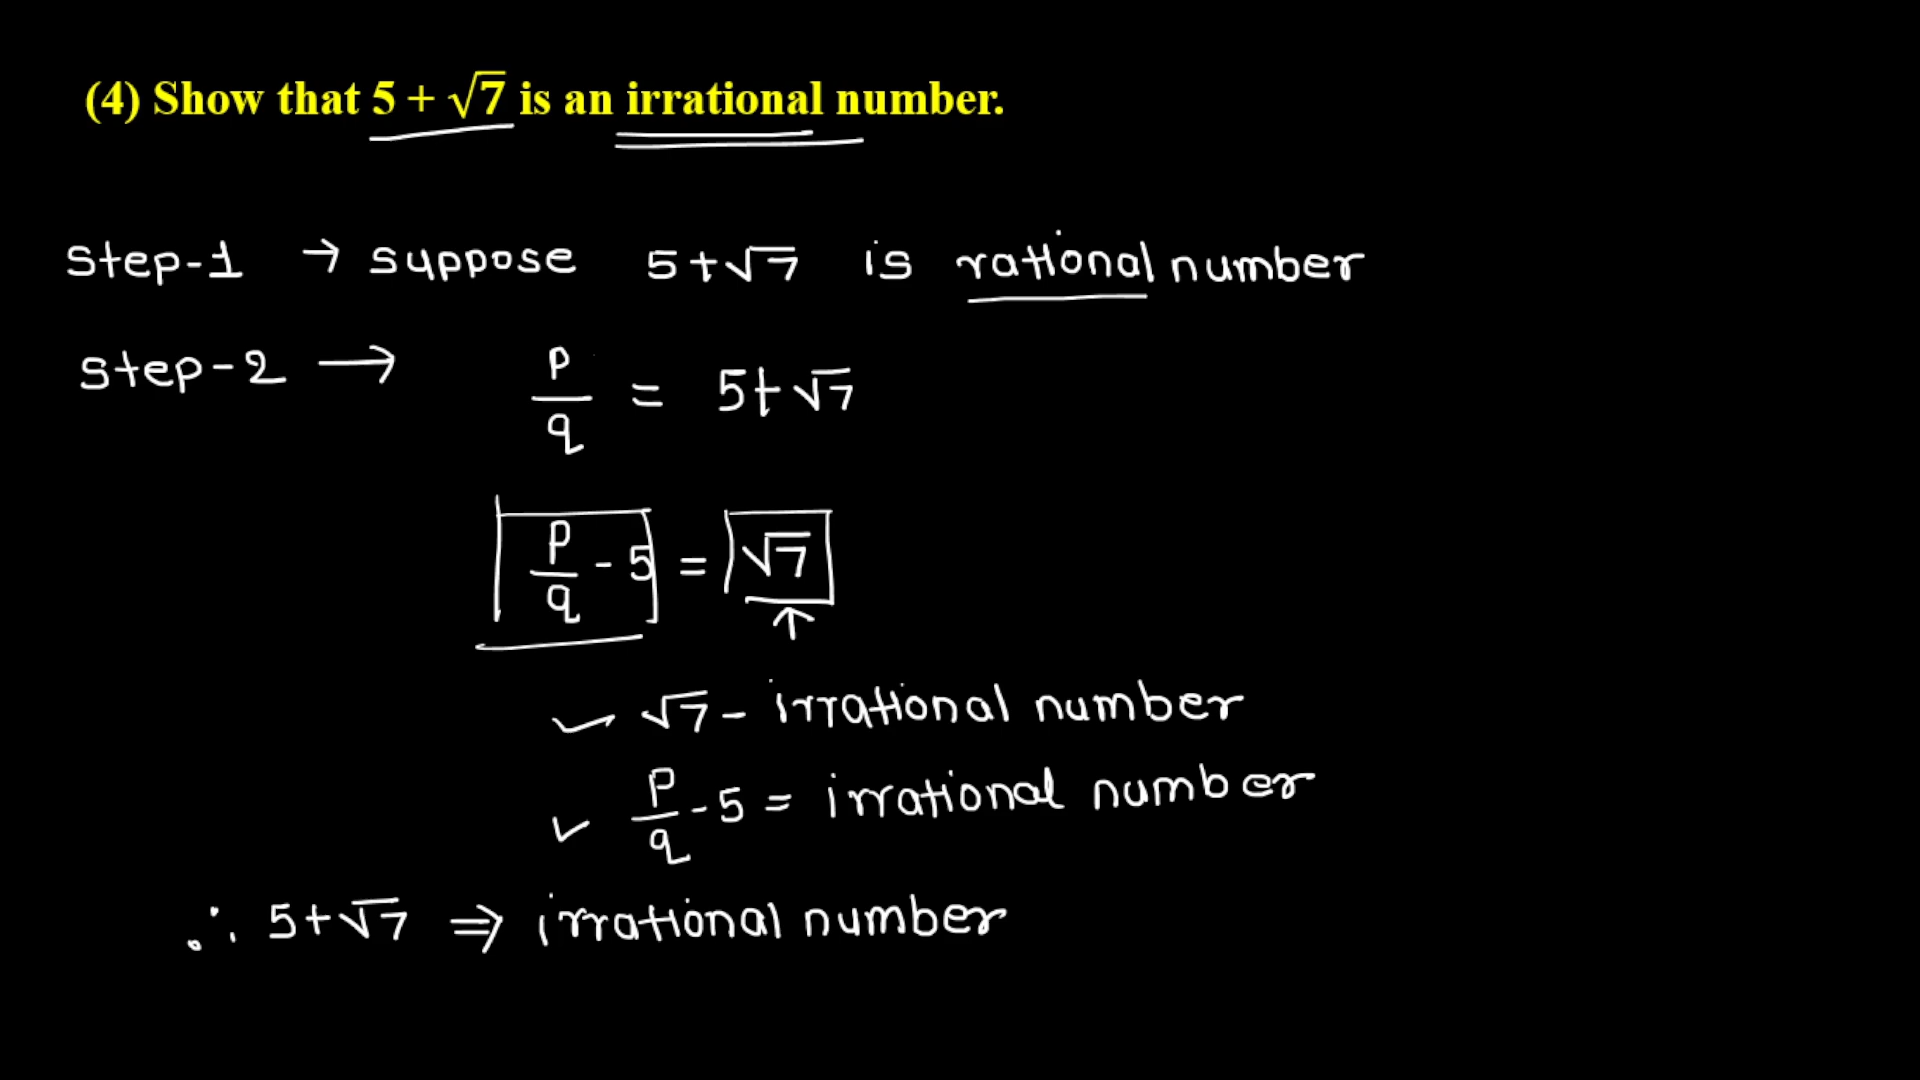 (4) Show that 5 + √7 is an irrational number.
Step-1 → suppose 5+√7 is rational number
Step-2 → p/q = 5+√7
p/q - 5 = √7
↑
✓ √7 - irrational number
✓ p/q - 5 = irrational number
∴ 5+√7 ⇒ irrational number